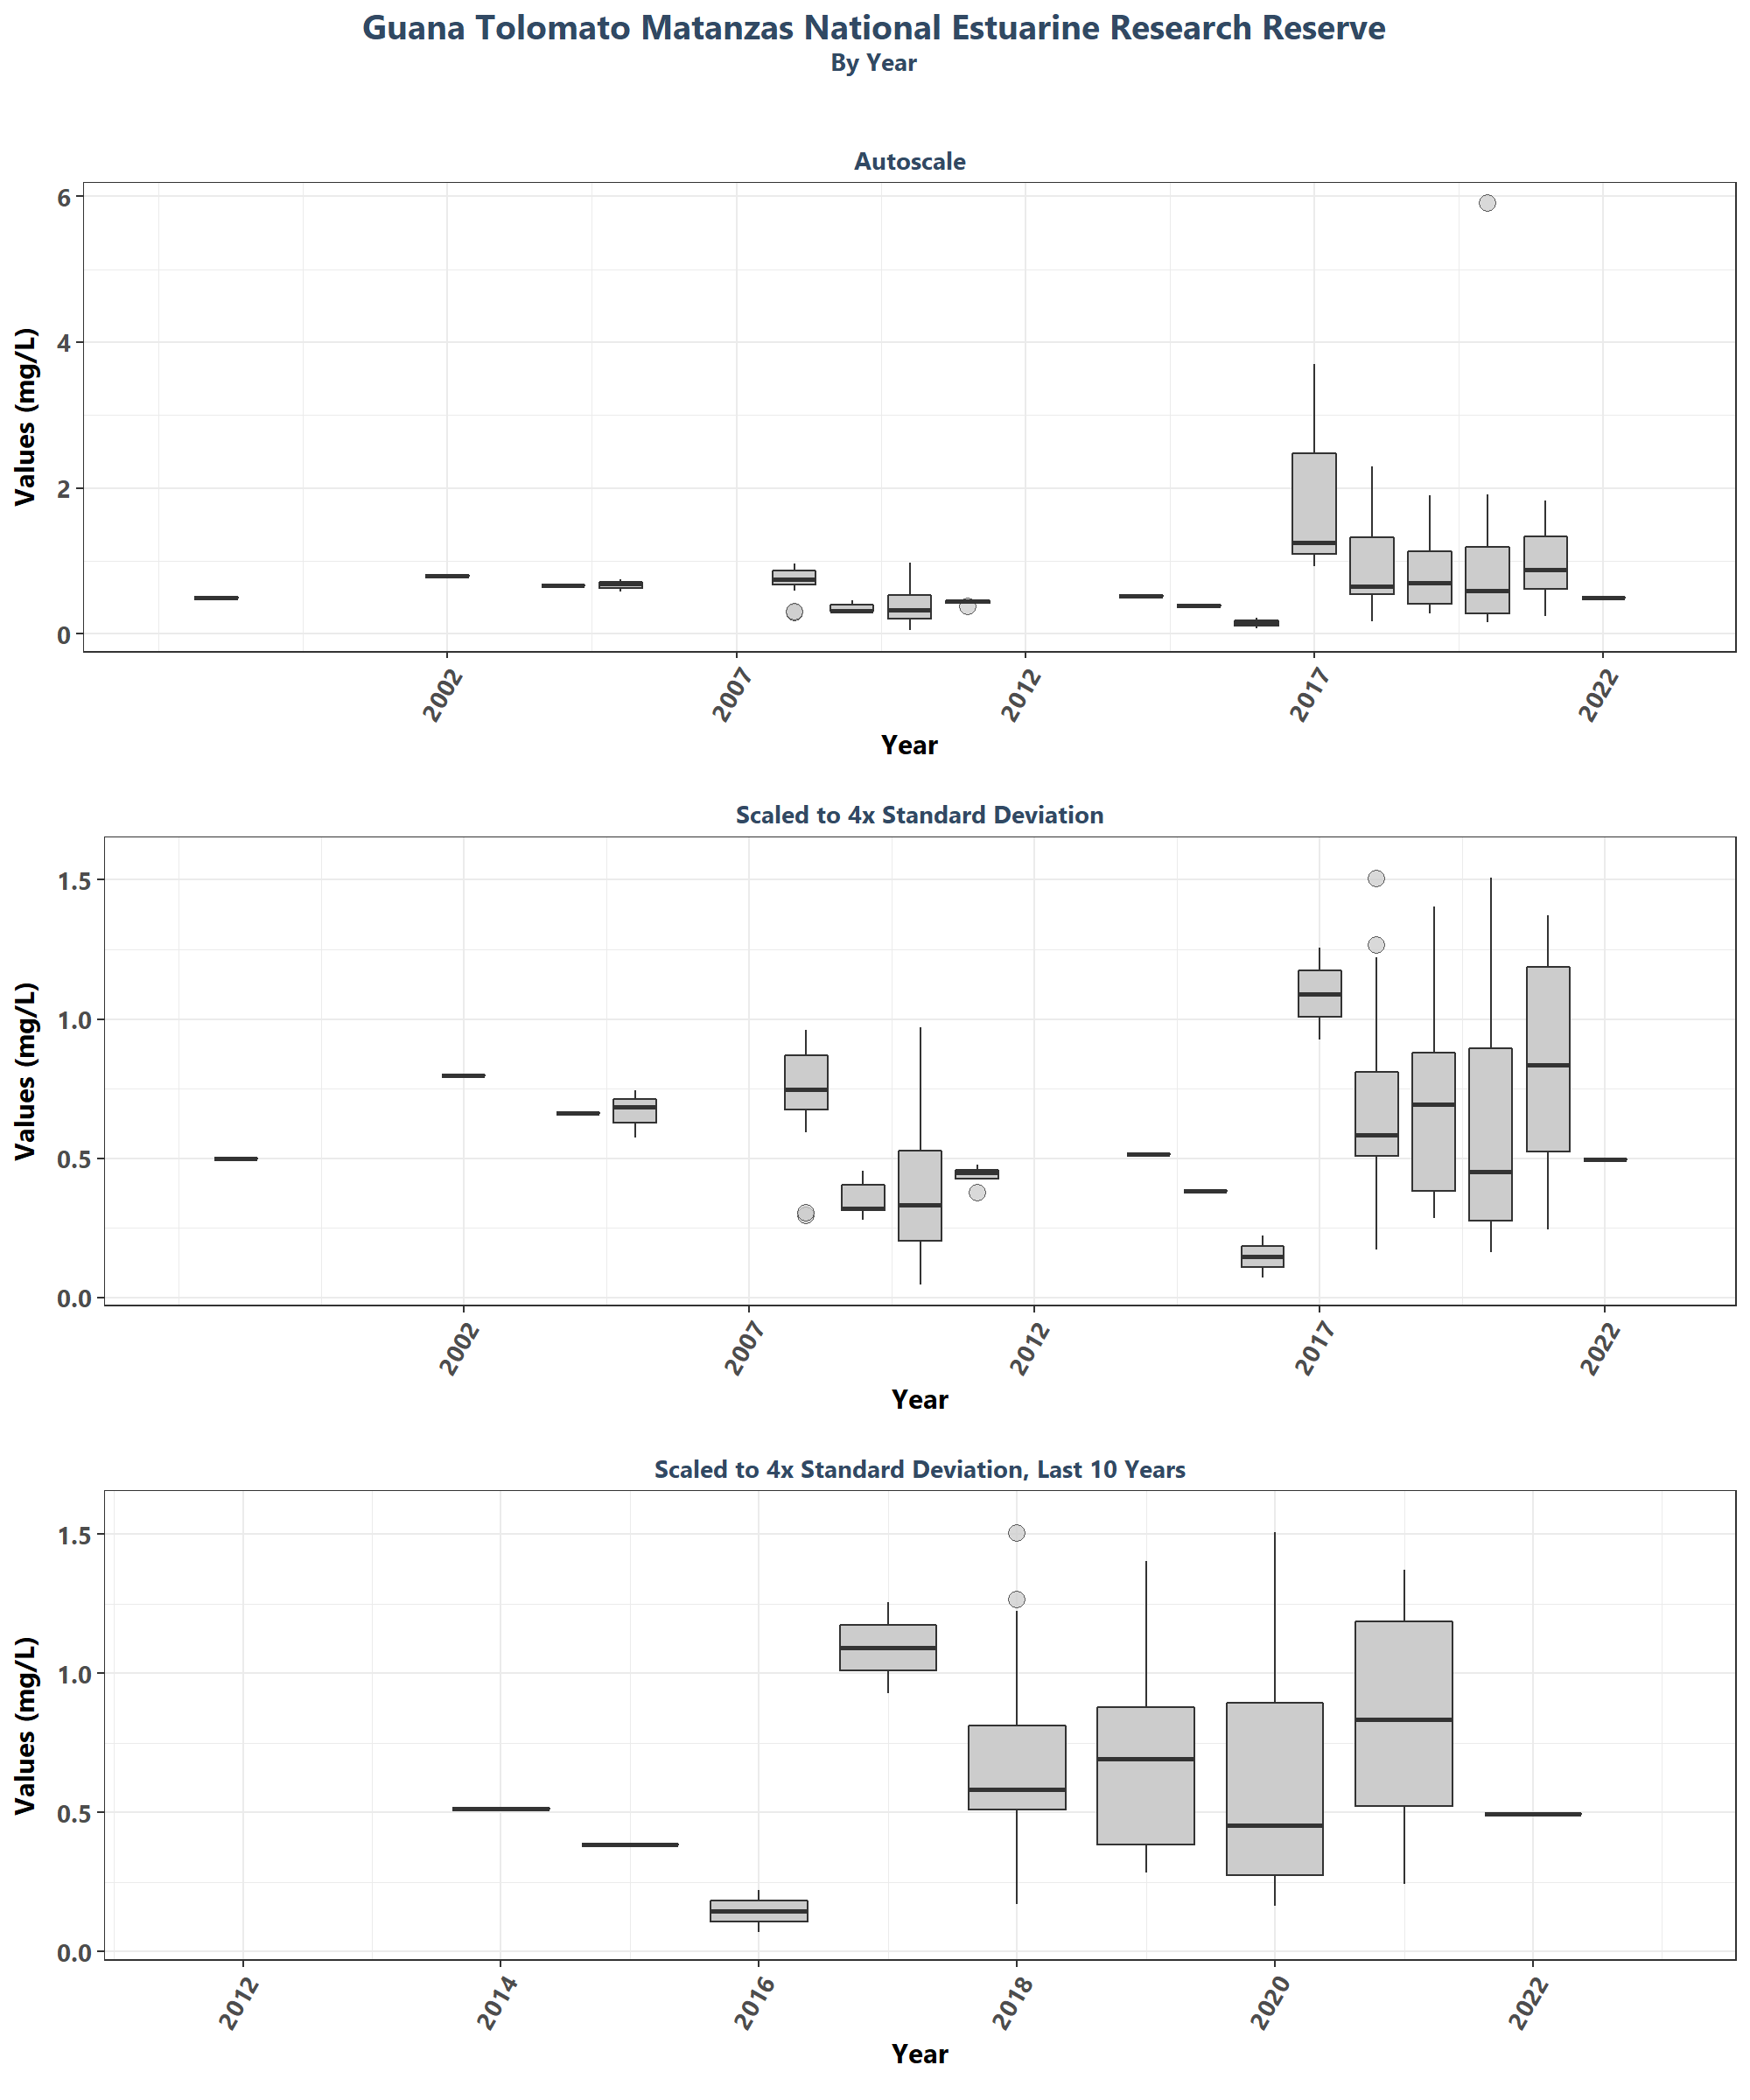 Guana Tolomato Matanzas National Estuarine Research Reserve
By Year
Autoscale
Values (mg/L)
6
4
2
0
2002
2007
2012
2017
2022
Year
Scaled to 4x Standard Deviation
Values (mg/L)
1.5
1.0
0.5
0.0
2002
2007
2012
2017
2022
Year
Scaled to 4x Standard Deviation, Last 10 Years
Values (mg/L)
1.5
1.0
0.5
0.0
2012
2014
2016
2018
2020
2022
Year